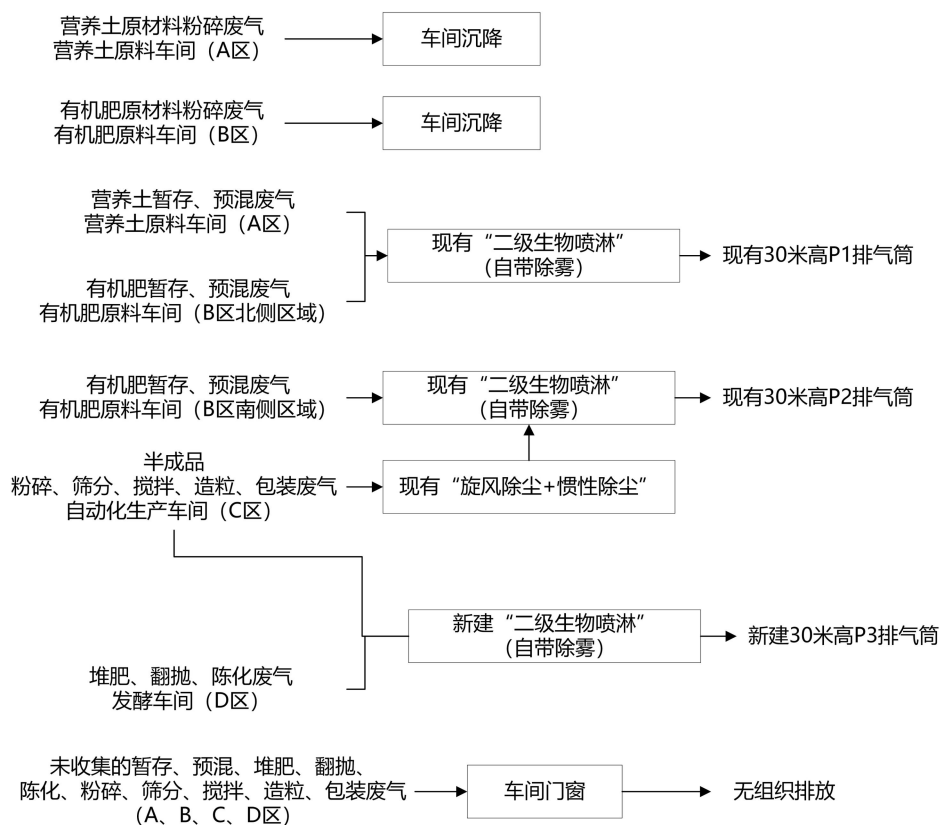 营养土原材料粉碎废气
营养土原料车间（A区）
车间沉降
有机肥原材料粉碎废气
有机肥原料车间（B区）
车间沉降
营养土暂存、预混废气
营养土原料车间（A区）
有机肥暂存、预混废气
有机肥原料车间（B区北侧区域）
现有“二级生物喷淋”
（自带除雾）
现有30米高P1排气筒
有机肥暂存、预混废气
有机肥原料车间（B区南侧区域）
现有“二级生物喷淋”
（自带除雾）
现有30米高P2排气筒
半成品
粉碎、筛分、搅拌、造粒、包装废气
自动化生产车间（C区）
现有“旋风除尘+惯性除尘”
新建“二级生物喷淋”
（自带除雾）
新建30米高P3排气筒
堆肥、翻抛、陈化废气
发酵车间（D区）
未收集的暂存、预混、堆肥、翻抛、
陈化、粉碎、筛分、搅拌、造粒、包装废气
（A、B、C、D区）
车间门窗
无组织排放